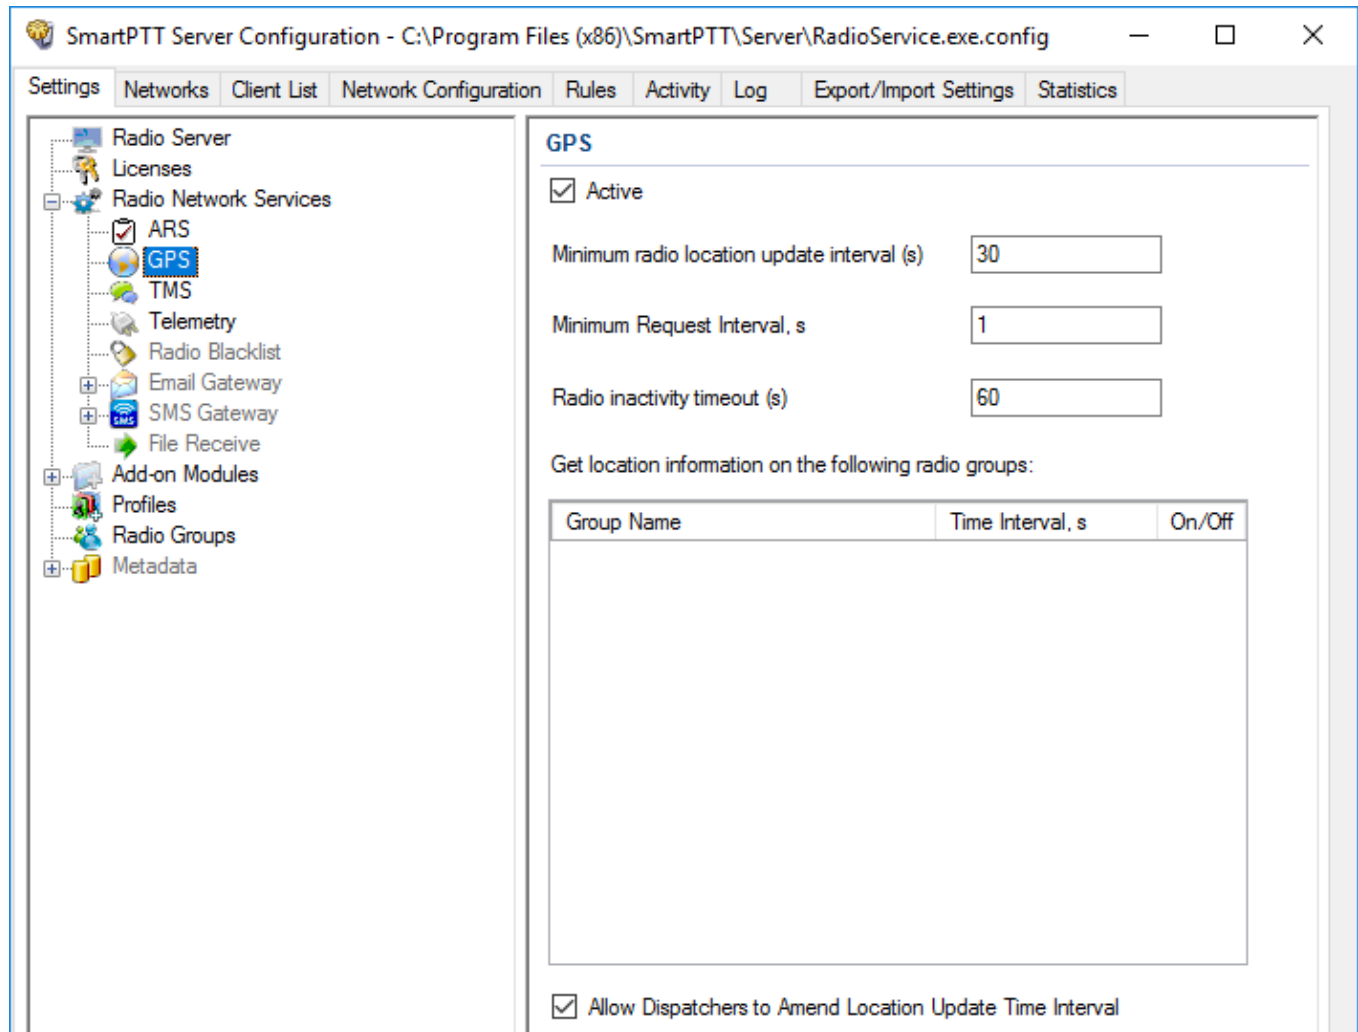 SmartPTT Server Configuration - C:\Program Files (x86)\SmartPTT\Server\RadioService.exe.config
Settings Networks Client List Network Configuration Rules Activity Log Export/Import Settings Statistics
Radio Server
Licenses
Radio Network Services
ARS
GPS
TMS
Telemetry
Radio Blacklist
Email Gateway
SMS Gateway
File Receive
Add-on Modules
Profiles
Radio Groups
Metadata
GPS
Active
Minimum radio location update interval (s) 30
Minimum Request Interval, s 1
Radio inactivity timeout (s) 60
Get location information on the following radio groups:
Group Name Time Interval, s On/Off
Allow Dispatchers to Amend Location Update Time Interval